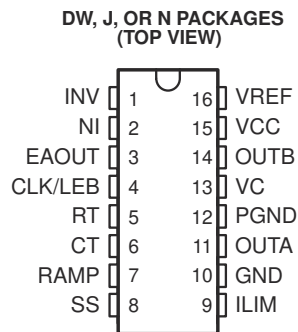 DW, J, OR N PACKAGES
(TOP VIEW)
INV 1 16 VREF
NI 2 15 VCC
EAOUT 3 14 OUTB
CLK/LEB 4 13 VC
RT 5 12 PGND
CT 6 11 OUTA
RAMP 7 10 GND
SS 8 9 ILIM